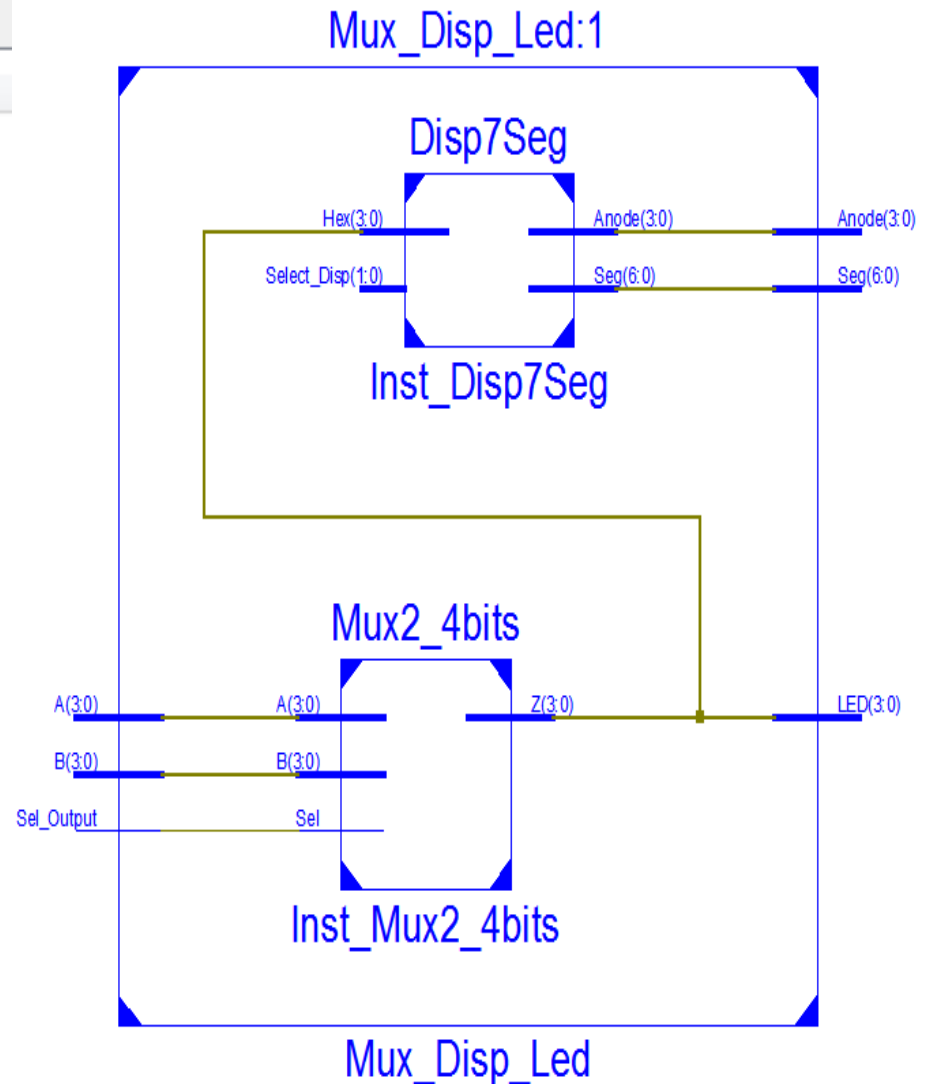 Mux_Disp_Led:1
Disp7Seg
Hex(3:0)
Anode(3:0)
Anode(3:0)
Select_Disp(1:0)
Seg(6:0)
Seg(6:0)
Inst_Disp7Seg
Mux2_4bits
A(3:0)
A(3:0)
Z(3:0)
LED(3:0)
B(3:0)
B(3:0)
Sel_Output
Sel
Inst_Mux2_4bits
Mux_Disp_Led